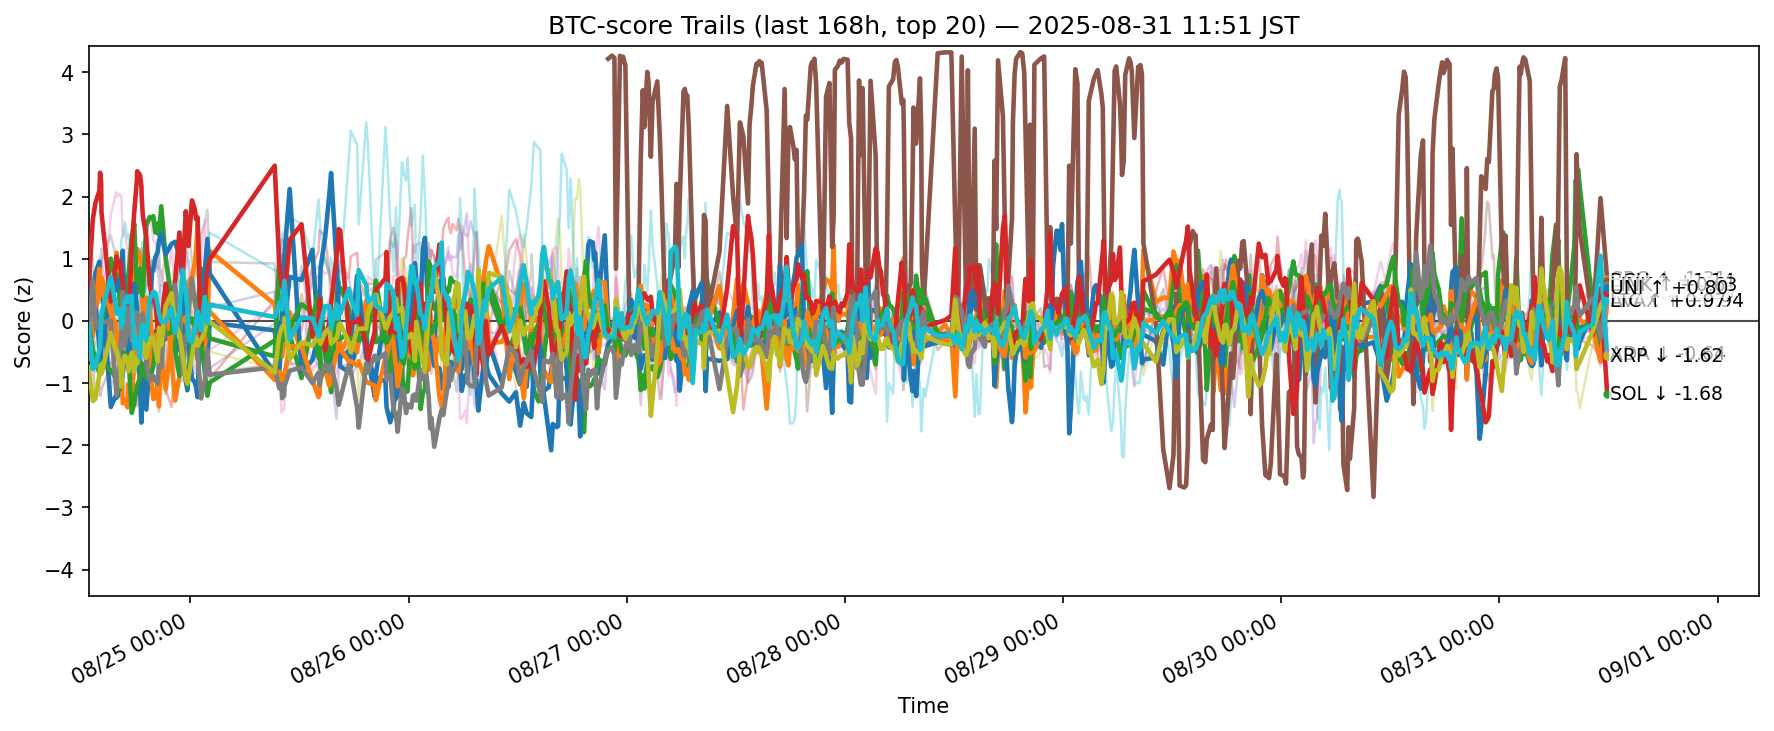 BTC-score Trails (last 168h, top 20) — 2025-08-31 11:51 JST
Score (z)
4
3
2
1
0
−1
−2
−3
−4
UNI ↑ +0.80
XRP ↓ -1.62
SOL ↓ -1.68
08/25 00:00
08/26 00:00
08/27 00:00
08/28 00:00
08/29 00:00
08/30 00:00
08/31 00:00
09/01 00:00
Time